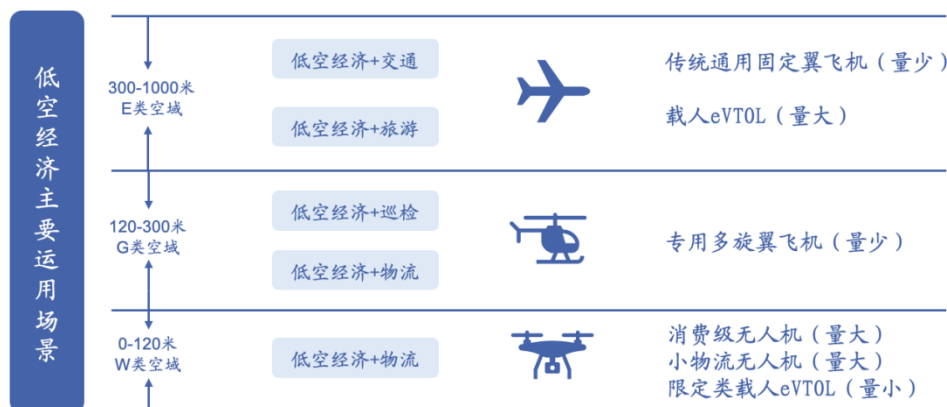 低空经济主要运用场景
300-1000米
E类空域
低空经济+交通
低空经济+旅游
传统通用固定翼飞机（量少）
载人eVTOL（量大）
120-300米
G类空域
低空经济+巡检
低空经济+物流
专用多旋翼飞机（量少）
0-120米
W类空域
低空经济+物流
消费级无人机（量大）
小物流无人机（量大）
限定类载人eVTOL（量小）